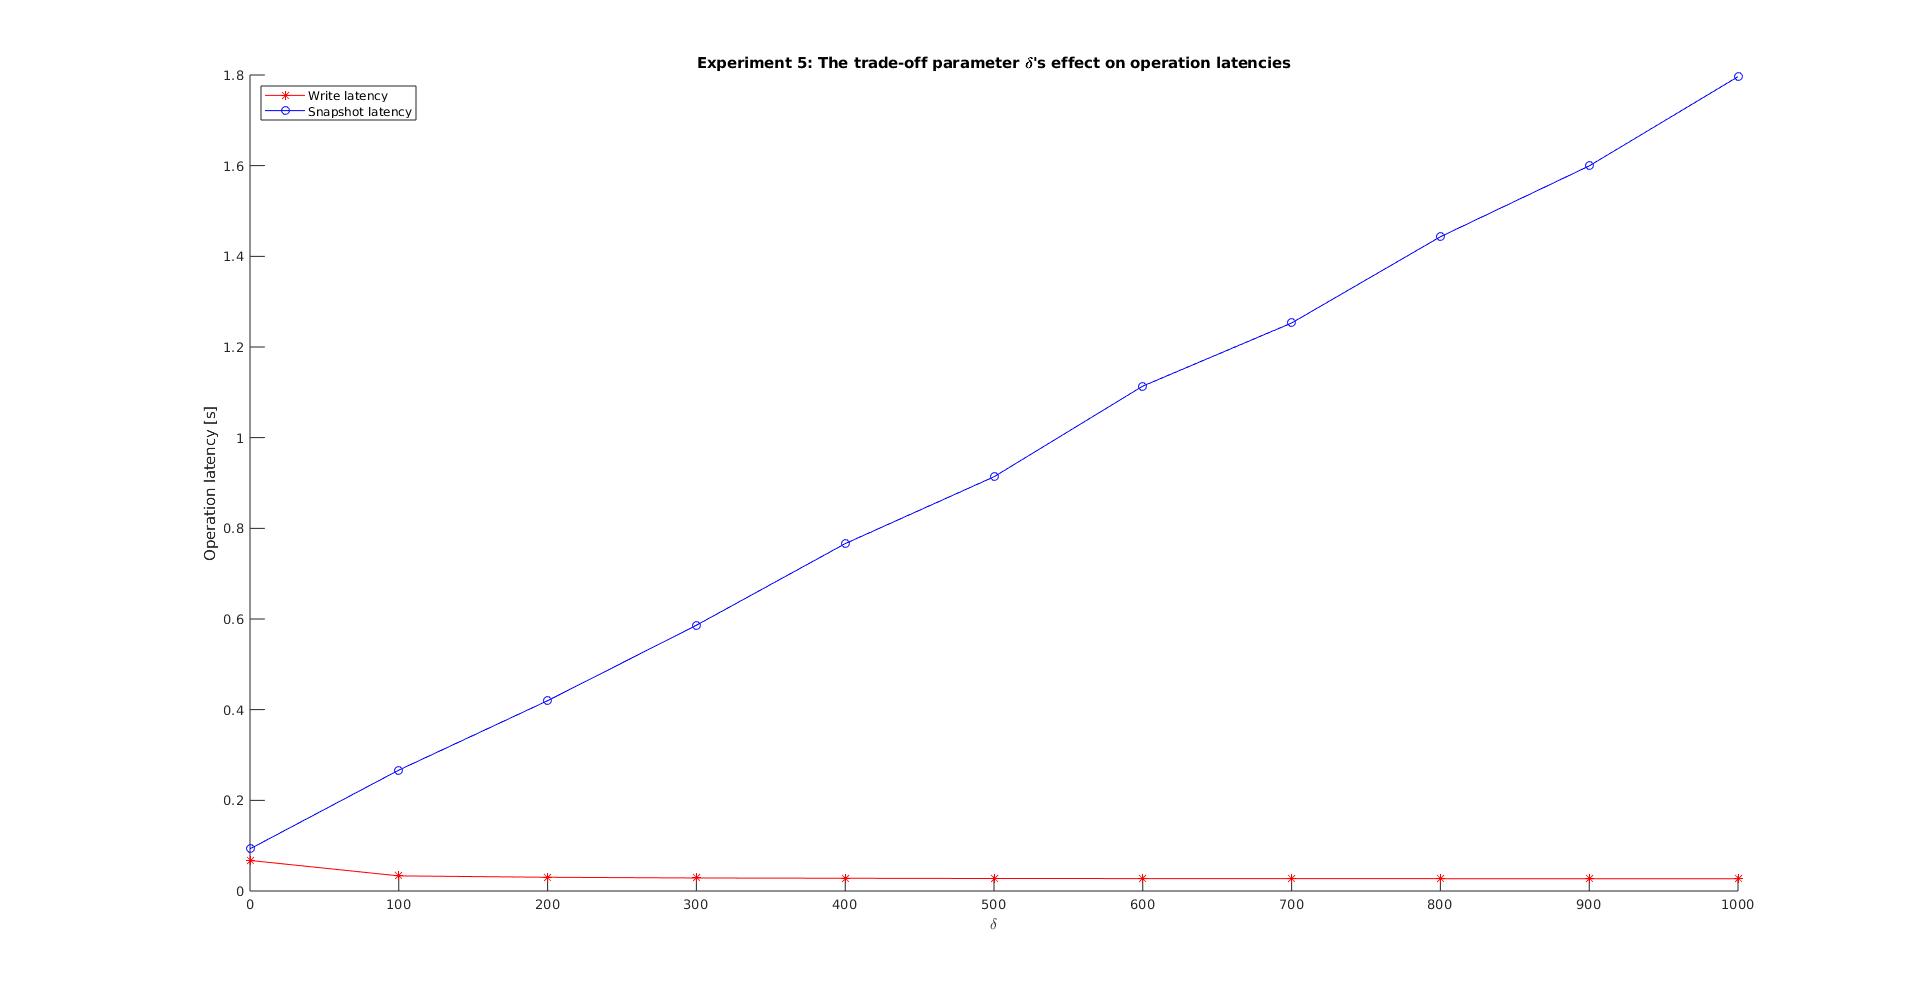 Experiment 5: The trade-off parameter δ's effect on operation latencies
Write latency
Snapshot latency
1.8
1.6
1.4
1.2
1
0.8
0.6
0.4
0.2
0
Operation latency [s]
0 100 200 300 400 500 600 700 800 900 1000
δ